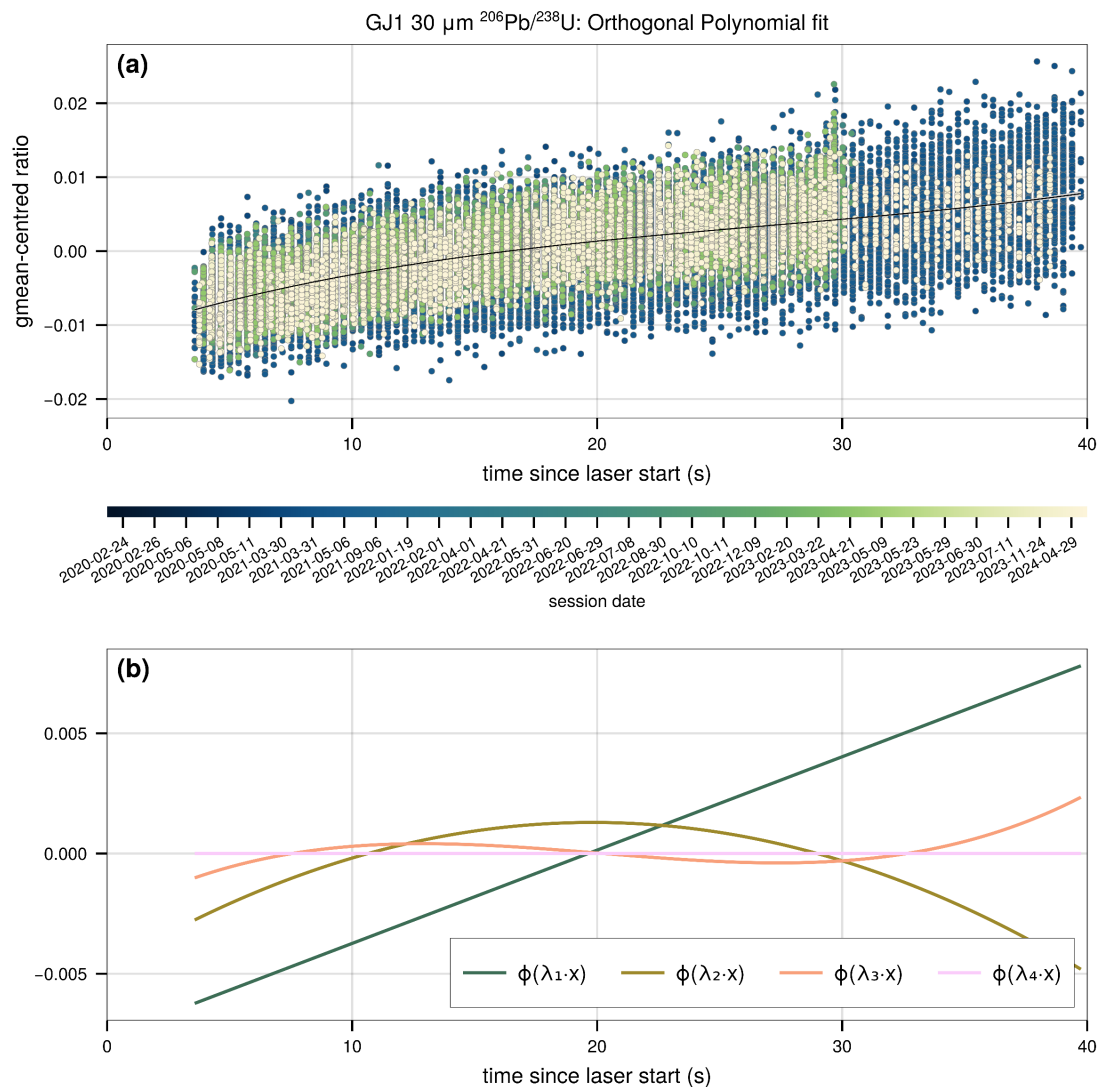 GJ1 30 µm ²⁰⁶Pb/²³⁸U: Orthogonal Polynomial fit
(a)
gmean-centred ratio
0.02
0.01
0.00
−0.01
−0.02
0 10 20 30 40
time since laser start (s)
2020-02-24 2020-02-26 2020-05-06 2020-05-08 2020-05-11 2021-03-30 2021-03-31 2021-05-06 2021-09-06 2022-01-19 2022-02-01 2022-04-01 2022-04-21 2022-05-31 2022-06-20 2022-06-29 2022-07-08 2022-08-30 2022-10-10 2022-10-11 2022-12-09 2023-02-20 2023-03-22 2023-04-21 2023-05-09 2023-05-23 2023-05-29 2023-06-30 2023-07-11 2023-11-24 2024-04-29
session date
(b)
0.005
0.000
−0.005
ϕ(λ₁·x) ϕ(λ₂·x) ϕ(λ₃·x) ϕ(λ₄·x)
0 10 20 30 40
time since laser start (s)